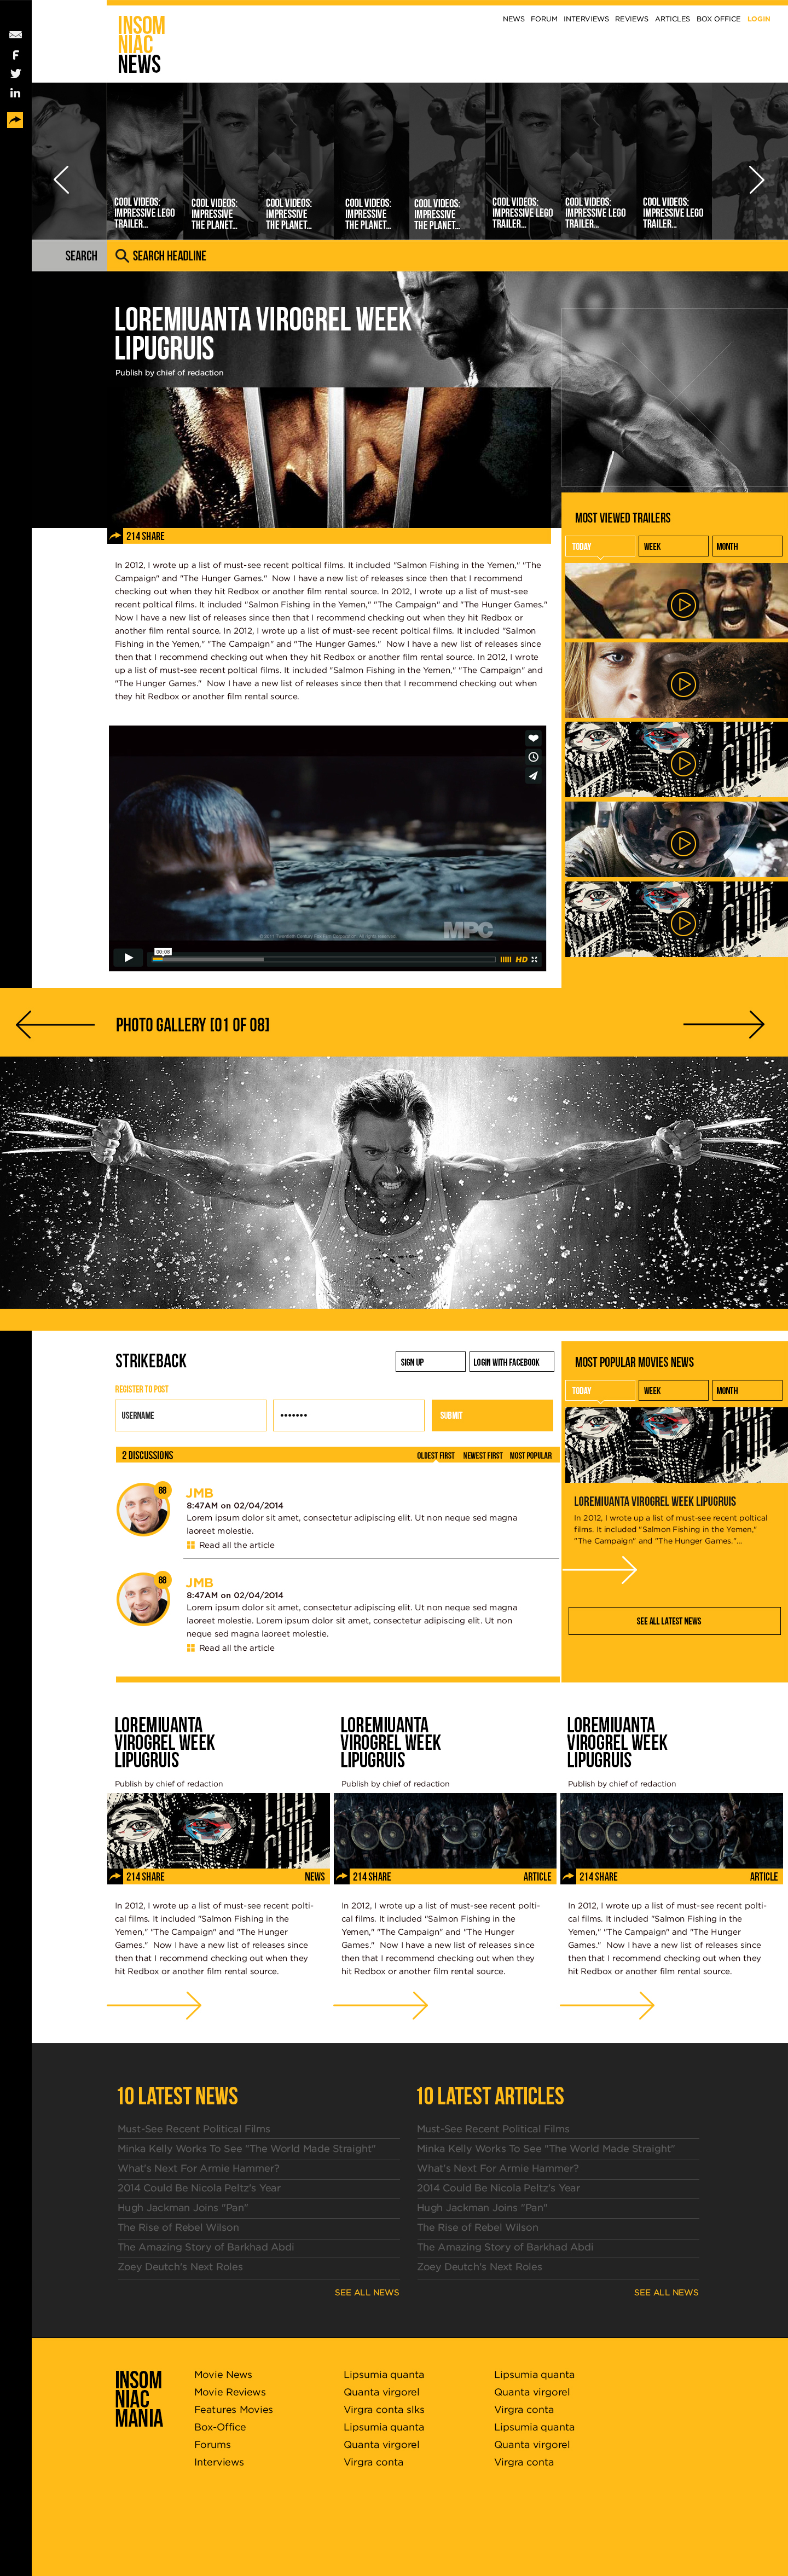 INSOM
NIAC
NEWS
NEWS FORUM INTERVIEWS REVIEWS ARTICLES BOX OFFICE LOGIN
COOL VIDEOS:
IMPRESSIVE LEGO
TRAILER...
COOL VIDEOS:
IMPRESSIVE
THE PLANET...
COOL VIDEOS:
IMPRESSIVE
THE PLANET...
COOL VIDEOS:
IMPRESSIVE
THE PLANET...
COOL VIDEOS:
IMPRESSIVE
THE PLANET...
COOL VIDEOS:
IMPRESSIVE LEGO
TRAILER...
COOL VIDEOS:
IMPRESSIVE LEGO
TRAILER...
COOL VIDEOS:
IMPRESSIVE LEGO
TRAILER...
SEARCH
SEARCH HEADLINE
LOREMIUANTA VIROGREL WEEK
LIPUGRUIS
Publish by chief of redaction
214 SHARE
In 2012, I wrote up a list of must-see recent poltical films. It included "Salmon Fishing in the Yemen," "The
Campaign" and "The Hunger Games."  Now I have a new list of releases since then that I recommend
checking out when they hit Redbox or another film rental source. In 2012, I wrote up a list of must-see
recent poltical films. It included "Salmon Fishing in the Yemen," "The Campaign" and "The Hunger Games."
Now I have a new list of releases since then that I recommend checking out when they hit Redbox or
another film rental source. In 2012, I wrote up a list of must-see recent poltical films. It included "Salmon
Fishing in the Yemen," "The Campaign" and "The Hunger Games."  Now I have a new list of releases since
then that I recommend checking out when they hit Redbox or another film rental source. In 2012, I wrote
up a list of must-see recent poltical films. It included "Salmon Fishing in the Yemen," "The Campaign" and
"The Hunger Games."  Now I have a new list of releases since then that I recommend checking out when
they hit Redbox or another film rental source.
MPC
00:08
HD
MOST VIEWED TRAILERS
TODAY WEEK MONTH
PHOTO GALLERY [01 OF 08]
STRIKEBACK
SIGN UP
LOGIN WITH FACEBOOK
REGISTER TO POST
USERNAME
SUBMIT
2 DISCUSSIONS
OLDEST FIRST NEWEST FIRST MOST POPULAR
88
JMB
8:47AM on 02/04/2014
Lorem ipsum dolor sit amet, consectetur adipiscing elit. Ut non neque sed magna
laoreet molestie.
Read all the article
88
JMB
8:47AM on 02/04/2014
Lorem ipsum dolor sit amet, consectetur adipiscing elit. Ut non neque sed magna
laoreet molestie. Lorem ipsum dolor sit amet, consectetur adipiscing elit. Ut non
neque sed magna laoreet molestie.
Read all the article
MOST POPULAR MOVIES NEWS
TODAY WEEK MONTH
LOREMIUANTA VIROGREL WEEK LIPUGRUIS
In 2012, I wrote up a list of must-see recent poltical
films. It included "Salmon Fishing in the Yemen,"
"The Campaign" and "The Hunger Games."...
SEE ALL LATEST NEWS
LOREMIUANTA
VIROGREL WEEK
LIPUGRUIS
Publish by chief of redaction
214 SHARE NEWS
In 2012, I wrote up a list of must-see recent polti-
cal films. It included "Salmon Fishing in the
Yemen," "The Campaign" and "The Hunger
Games."  Now I have a new list of releases since
then that I recommend checking out when they
hit Redbox or another film rental source.
LOREMIUANTA
VIROGREL WEEK
LIPUGRUIS
Publish by chief of redaction
214 SHARE ARTICLE
In 2012, I wrote up a list of must-see recent polti-
cal films. It included "Salmon Fishing in the
Yemen," "The Campaign" and "The Hunger
Games."  Now I have a new list of releases since
then that I recommend checking out when they
hit Redbox or another film rental source.
LOREMIUANTA
VIROGREL WEEK
LIPUGRUIS
Publish by chief of redaction
214 SHARE ARTICLE
In 2012, I wrote up a list of must-see recent polti-
cal films. It included "Salmon Fishing in the
Yemen," "The Campaign" and "The Hunger
Games."  Now I have a new list of releases since
then that I recommend checking out when they
hit Redbox or another film rental source.
10 LATEST NEWS
Must-See Recent Political Films
Minka Kelly Works To See "The World Made Straight"
What's Next For Armie Hammer?
2014 Could Be Nicola Peltz's Year
Hugh Jackman Joins "Pan"
The Rise of Rebel Wilson
The Amazing Story of Barkhad Abdi
Zoey Deutch's Next Roles
SEE ALL NEWS
10 LATEST ARTICLES
Must-See Recent Political Films
Minka Kelly Works To See "The World Made Straight"
What's Next For Armie Hammer?
2014 Could Be Nicola Peltz's Year
Hugh Jackman Joins "Pan"
The Rise of Rebel Wilson
The Amazing Story of Barkhad Abdi
Zoey Deutch's Next Roles
SEE ALL NEWS
INSOM
NIAC
MANIA
Movie News
Movie Reviews
Features Movies
Box-Office
Forums
Interviews
Lipsumia quanta
Quanta virgorel
Virgra conta slks
Lipsumia quanta
Quanta virgorel
Virgra conta
Lipsumia quanta
Quanta virgorel
Virgra conta
Lipsumia quanta
Quanta virgorel
Virgra conta